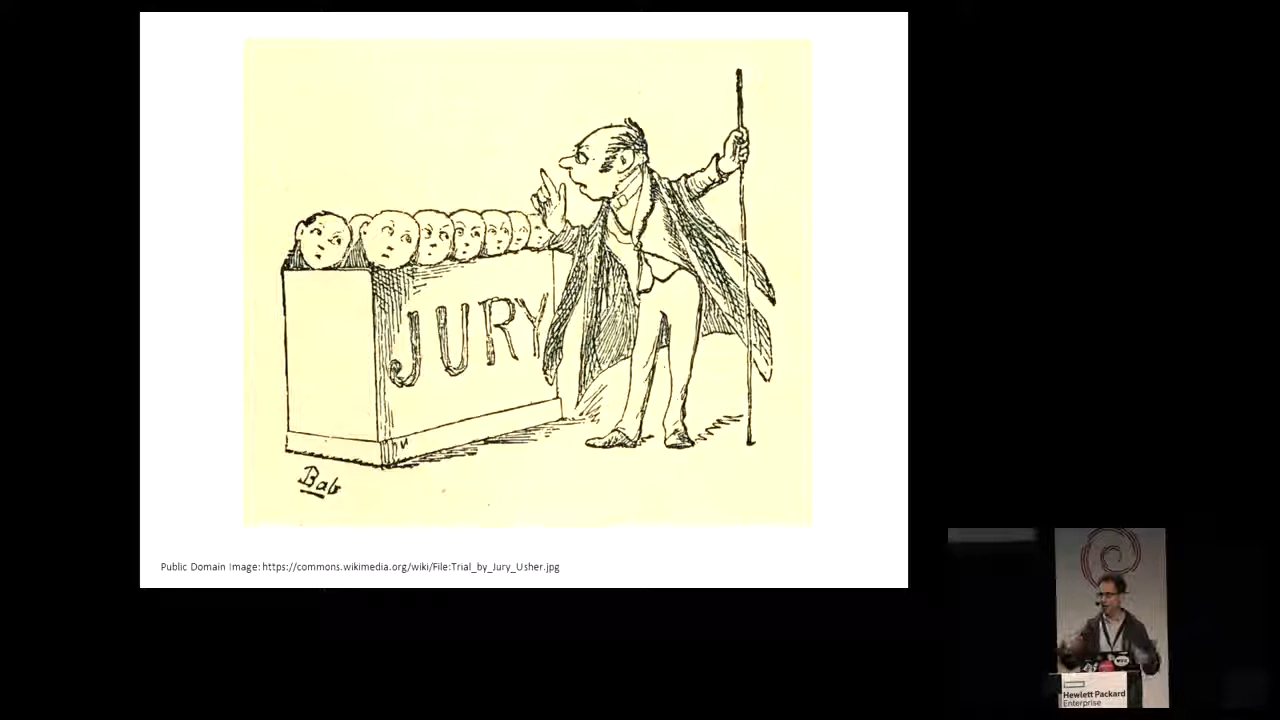 JURY
Bab
Public Domain Image: https://commons.wikimedia.org/wiki/File:Trial_by_Jury_Usher.jpg
Hewlett Packard
Enterprise